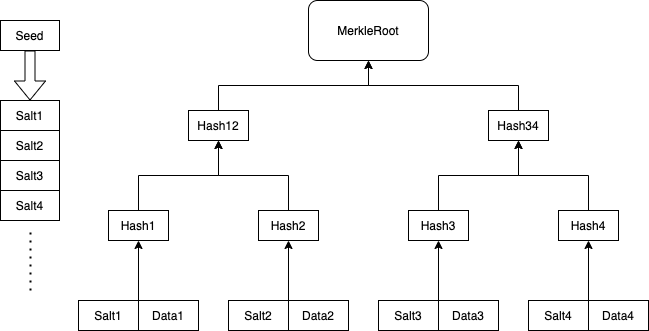 MerkleRoot
Seed
Salt1
Salt2
Salt3
Salt4
Hash12
Hash34
Hash1
Hash2
Hash3
Hash4
Salt1 Data1
Salt2 Data2
Salt3 Data3
Salt4 Data4